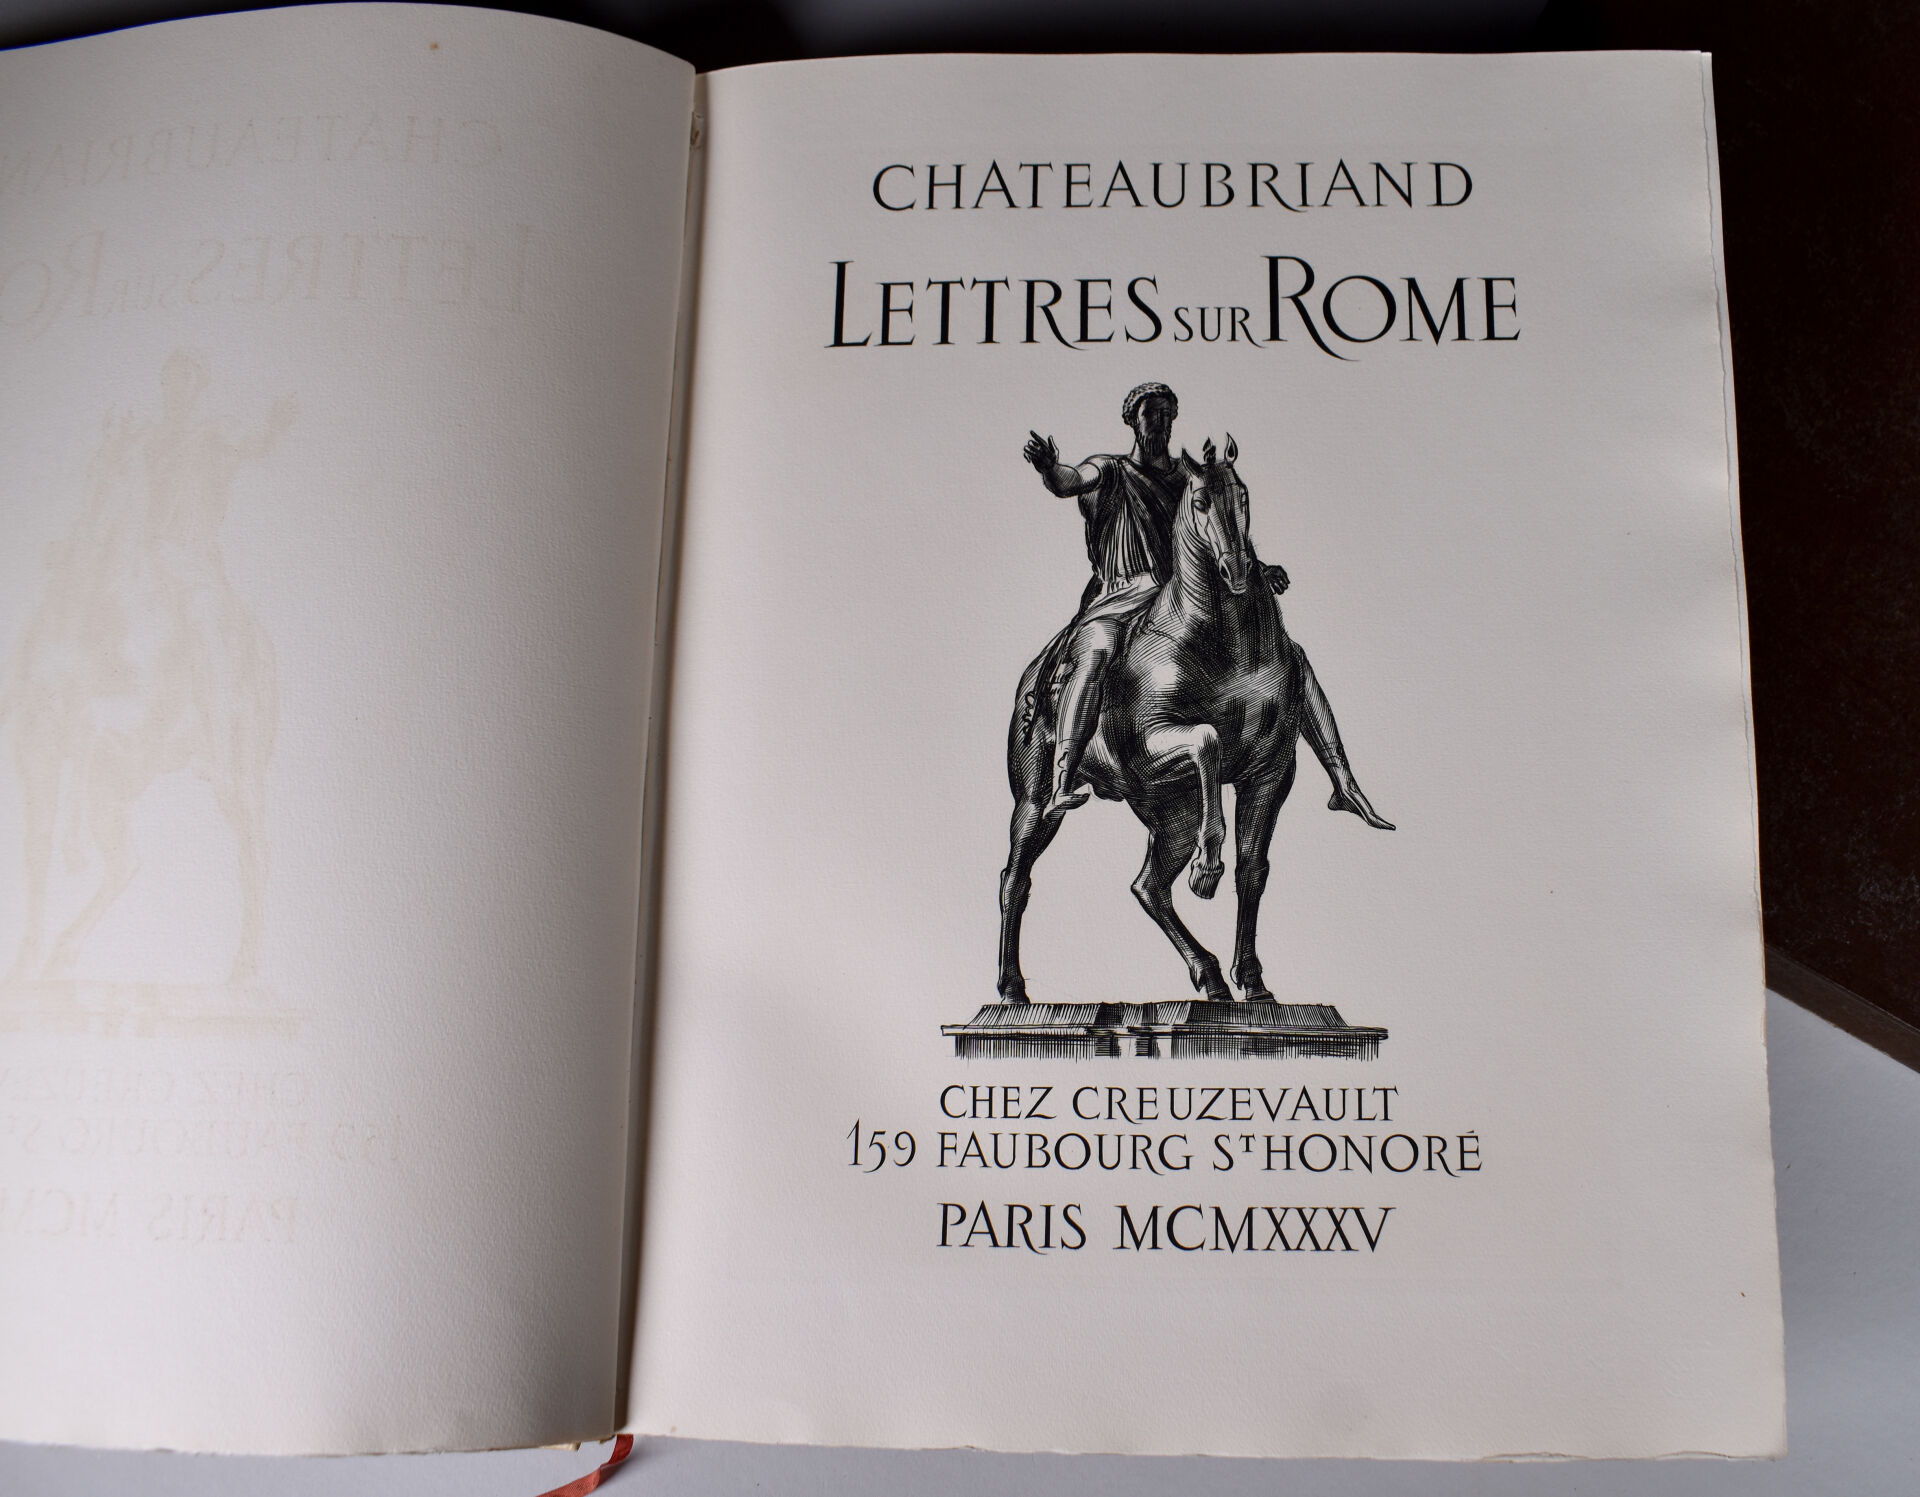 CHATEAUBRIAND
LETTRES SUR ROME
CHEZ CREUZEVAULT
159 FAUBOURG ST HONORÉ
PARIS MCMXXXV